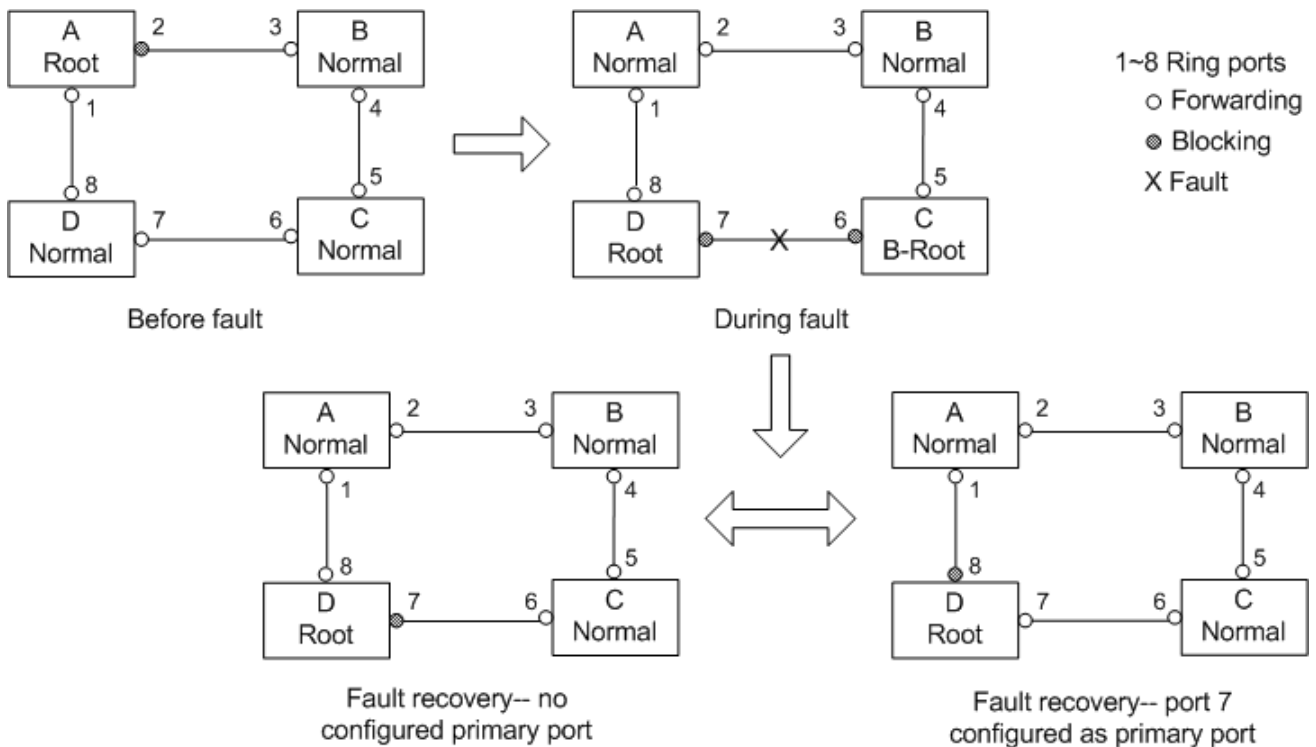 A
Root
2
3
B
Normal
1
4
8
5
D
Normal
7
6
C
Normal
Before fault
A
Normal
2
3
B
Normal
1
4
8
5
D
Root
7
X
6
C
B-Root
During fault
1~8 Ring ports
Forwarding
Blocking
X Fault
A
Normal
2
3
B
Normal
1
4
8
5
D
Root
7
6
C
Normal
Fault recovery-- no
configured primary port
A
Normal
2
3
B
Normal
1
4
8
5
D
Root
7
6
C
Normal
Fault recovery-- port 7
configured as primary port